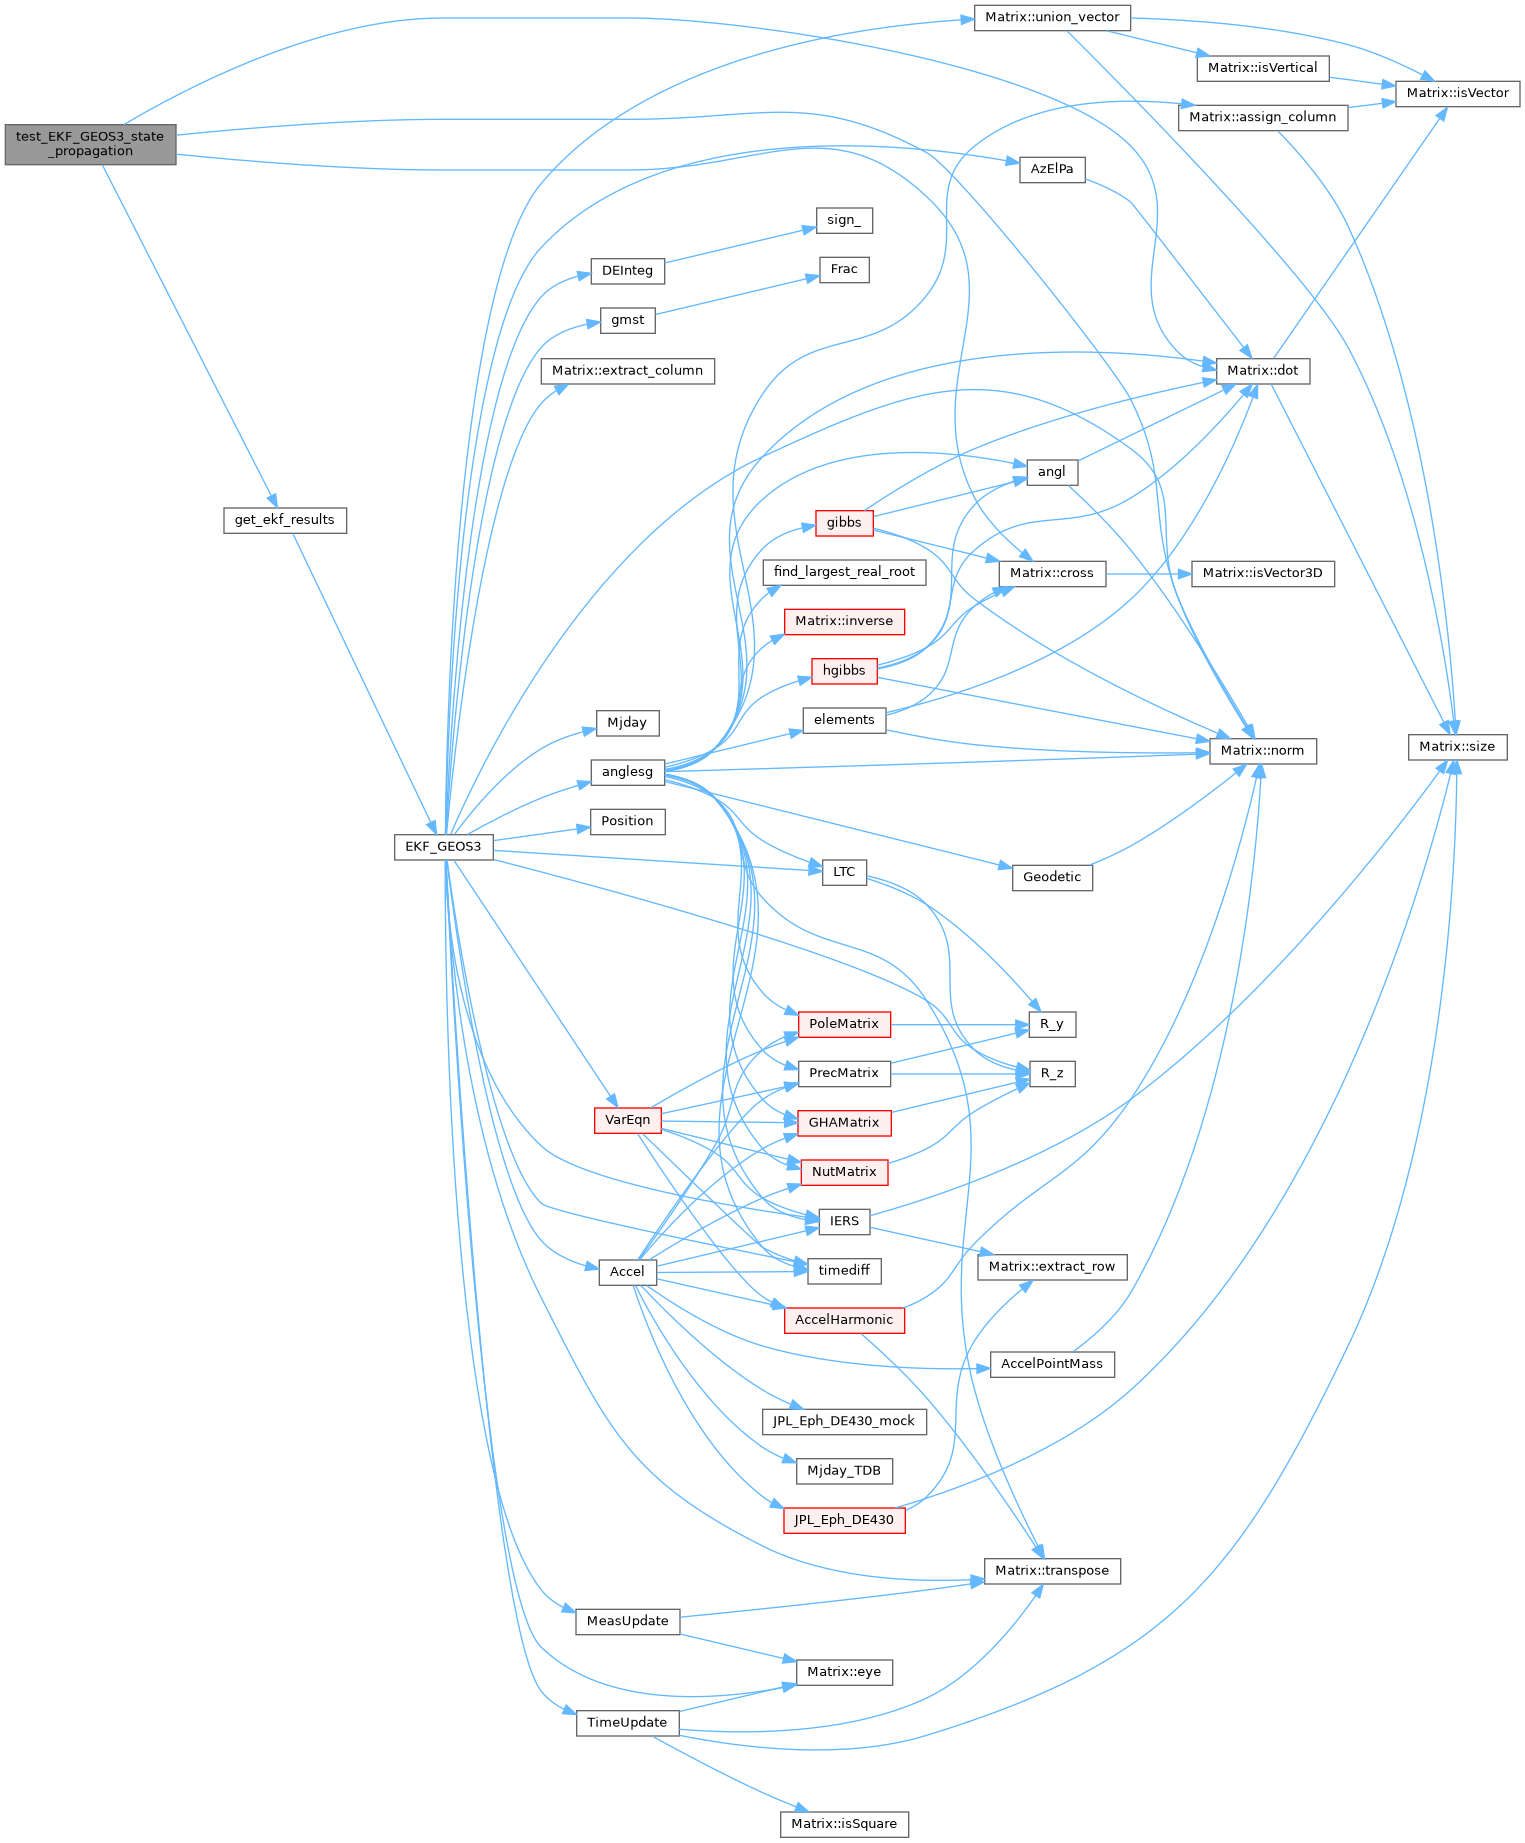 Matrix::union_vector
Matrix::isVertical
Matrix::isVector
Matrix::assign_column
test_EKF_GEOS3_state
_propagation
AzElPa
sign_
DEInteg
Frac
gmst
Matrix::extract_column
Matrix::dot
angl
get_ekf_results
gibbs
find_largest_real_root
Matrix::cross
Matrix::isVector3D
Matrix::inverse
hgibbs
elements
Mjday
Matrix::norm
Matrix::size
anglesg
Position
EKF_GEOS3
LTC
Geodetic
PoleMatrix
R_y
PrecMatrix
R_z
VarEqn
GHAMatrix
NutMatrix
IERS
Accel
timediff
Matrix::extract_row
AccelHarmonic
AccelPointMass
JPL_Eph_DE430_mock
Mjday_TDB
JPL_Eph_DE430
Matrix::transpose
MeasUpdate
Matrix::eye
TimeUpdate
Matrix::isSquare